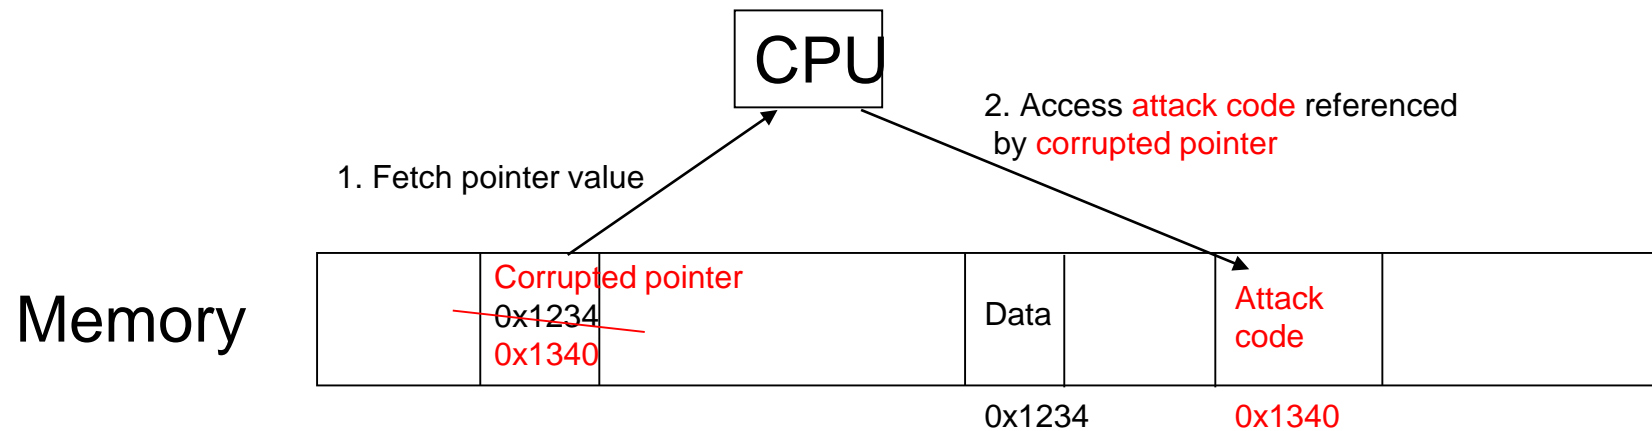 CPU
2. Access attack code referenced
by corrupted pointer
1. Fetch pointer value
Memory
Corrupted pointer
0x1234
0x1340
Data
Attack
code
0x1234
0x1340